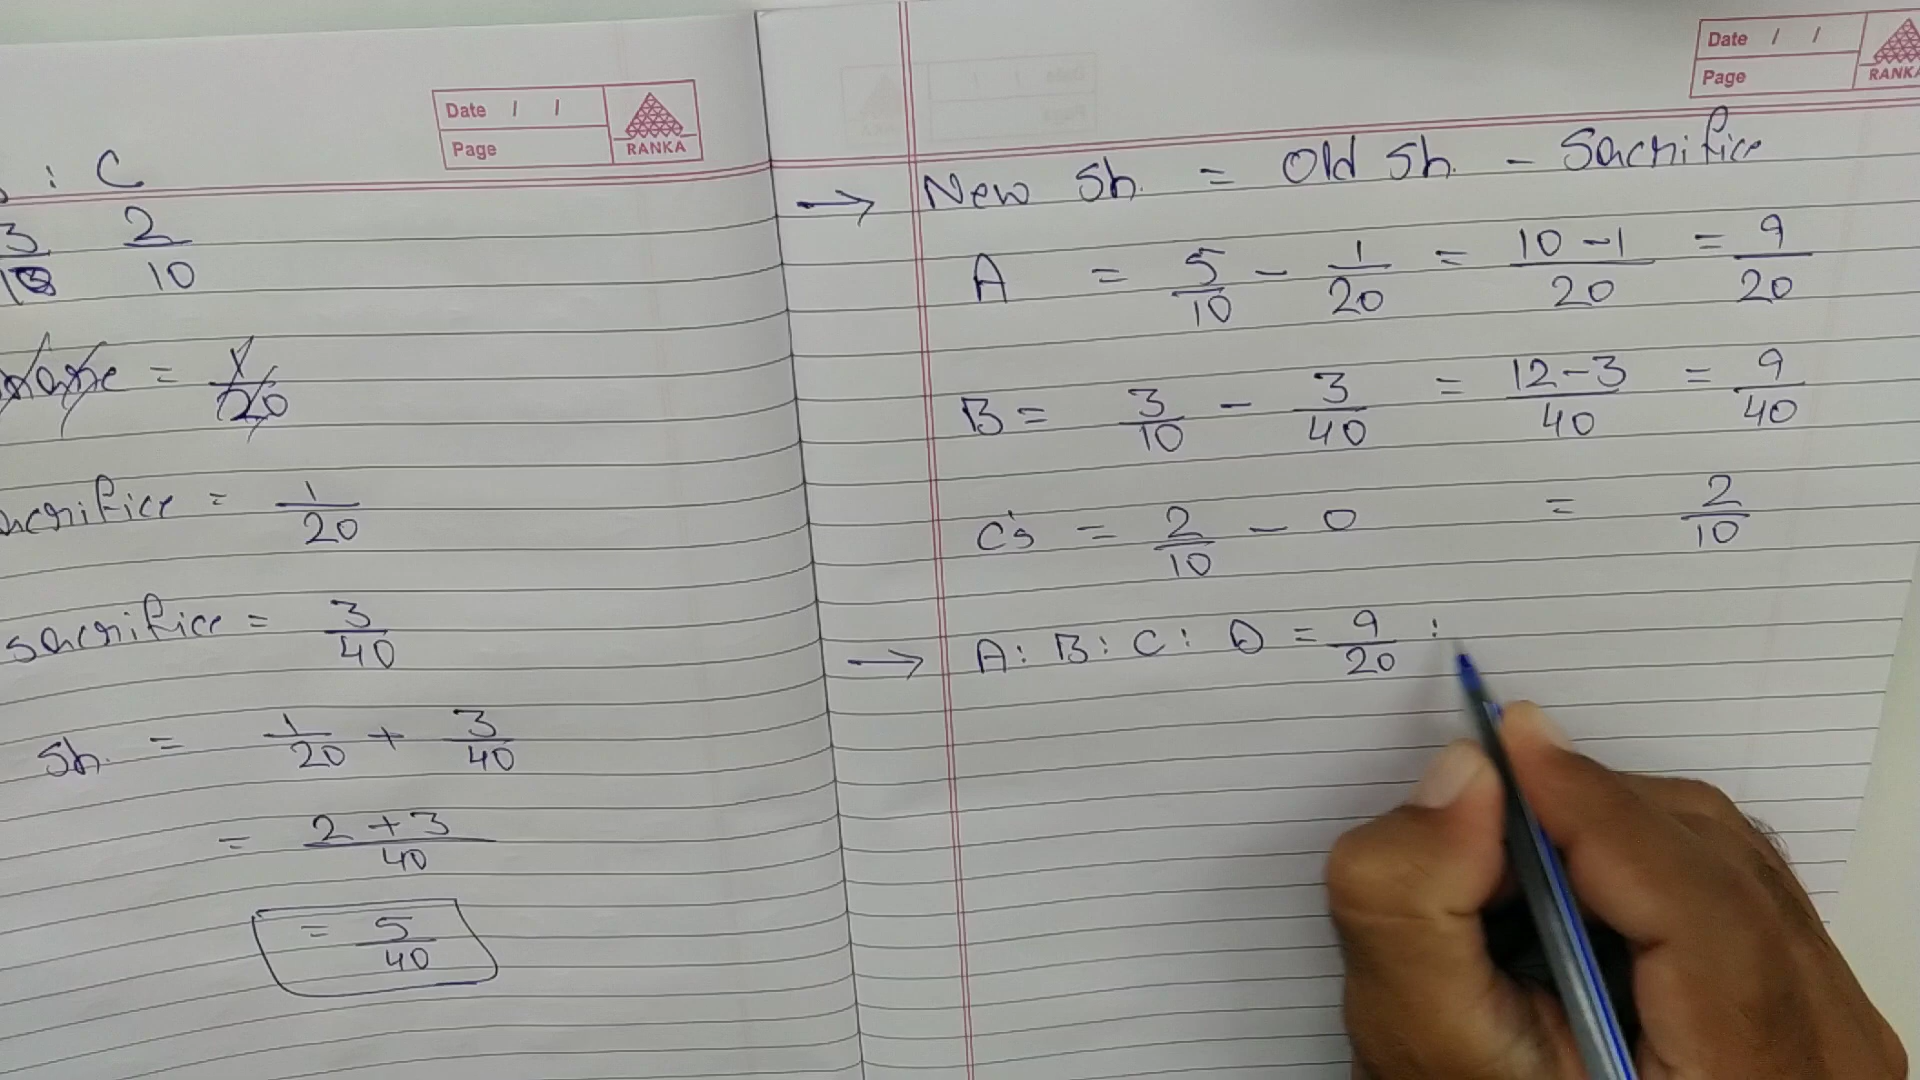 Date / /
Page
RANKA
: C
3/10 2/10
= 1/20
sacrifice = 1/20
sacrifice = 3/40
Sh. = 1/20 + 3/40
= 2+3/40
= 5/40
Date / /
Page
RANKA
→ New Sh. = Old Sh. - Sacrifice
A = 5/10 - 1/20 = 10-1/20 = 9/20
B = 3/10 - 3/40 = 12-3/40 = 9/40
C's = 2/10 - 0 = 2/10
→ A : B : C : D = 9/20 :